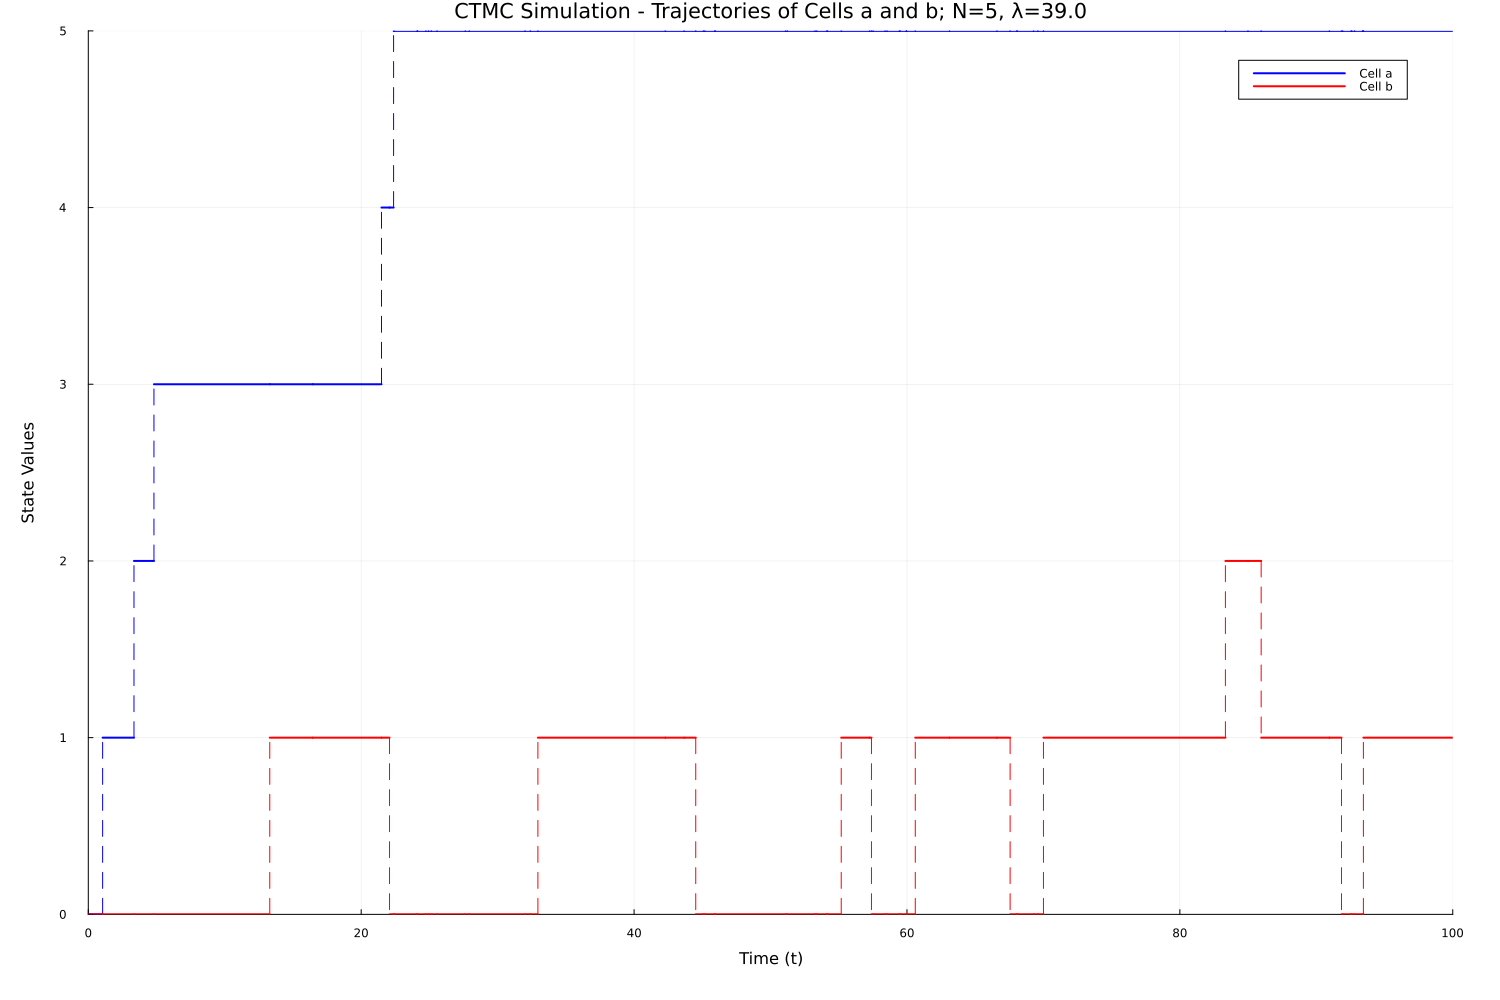 CTMC Simulation - Trajectories of Cells a and b; N=5, λ=39.0
5
Cell a
Cell b
4
3
State Values
2
1
0
0 20 40 60 80 100
Time (t)